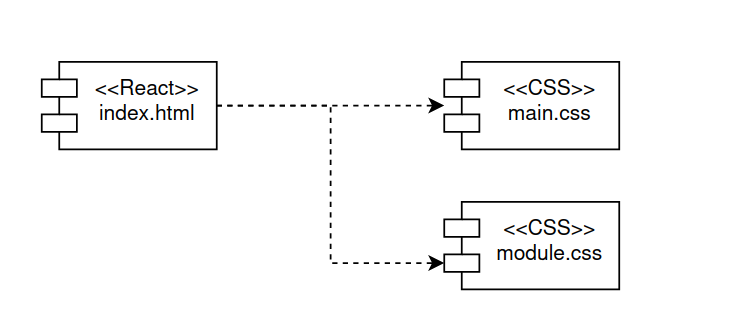 <<React>>
index.html
<<CSS>>
main.css
<<CSS>>
module.css